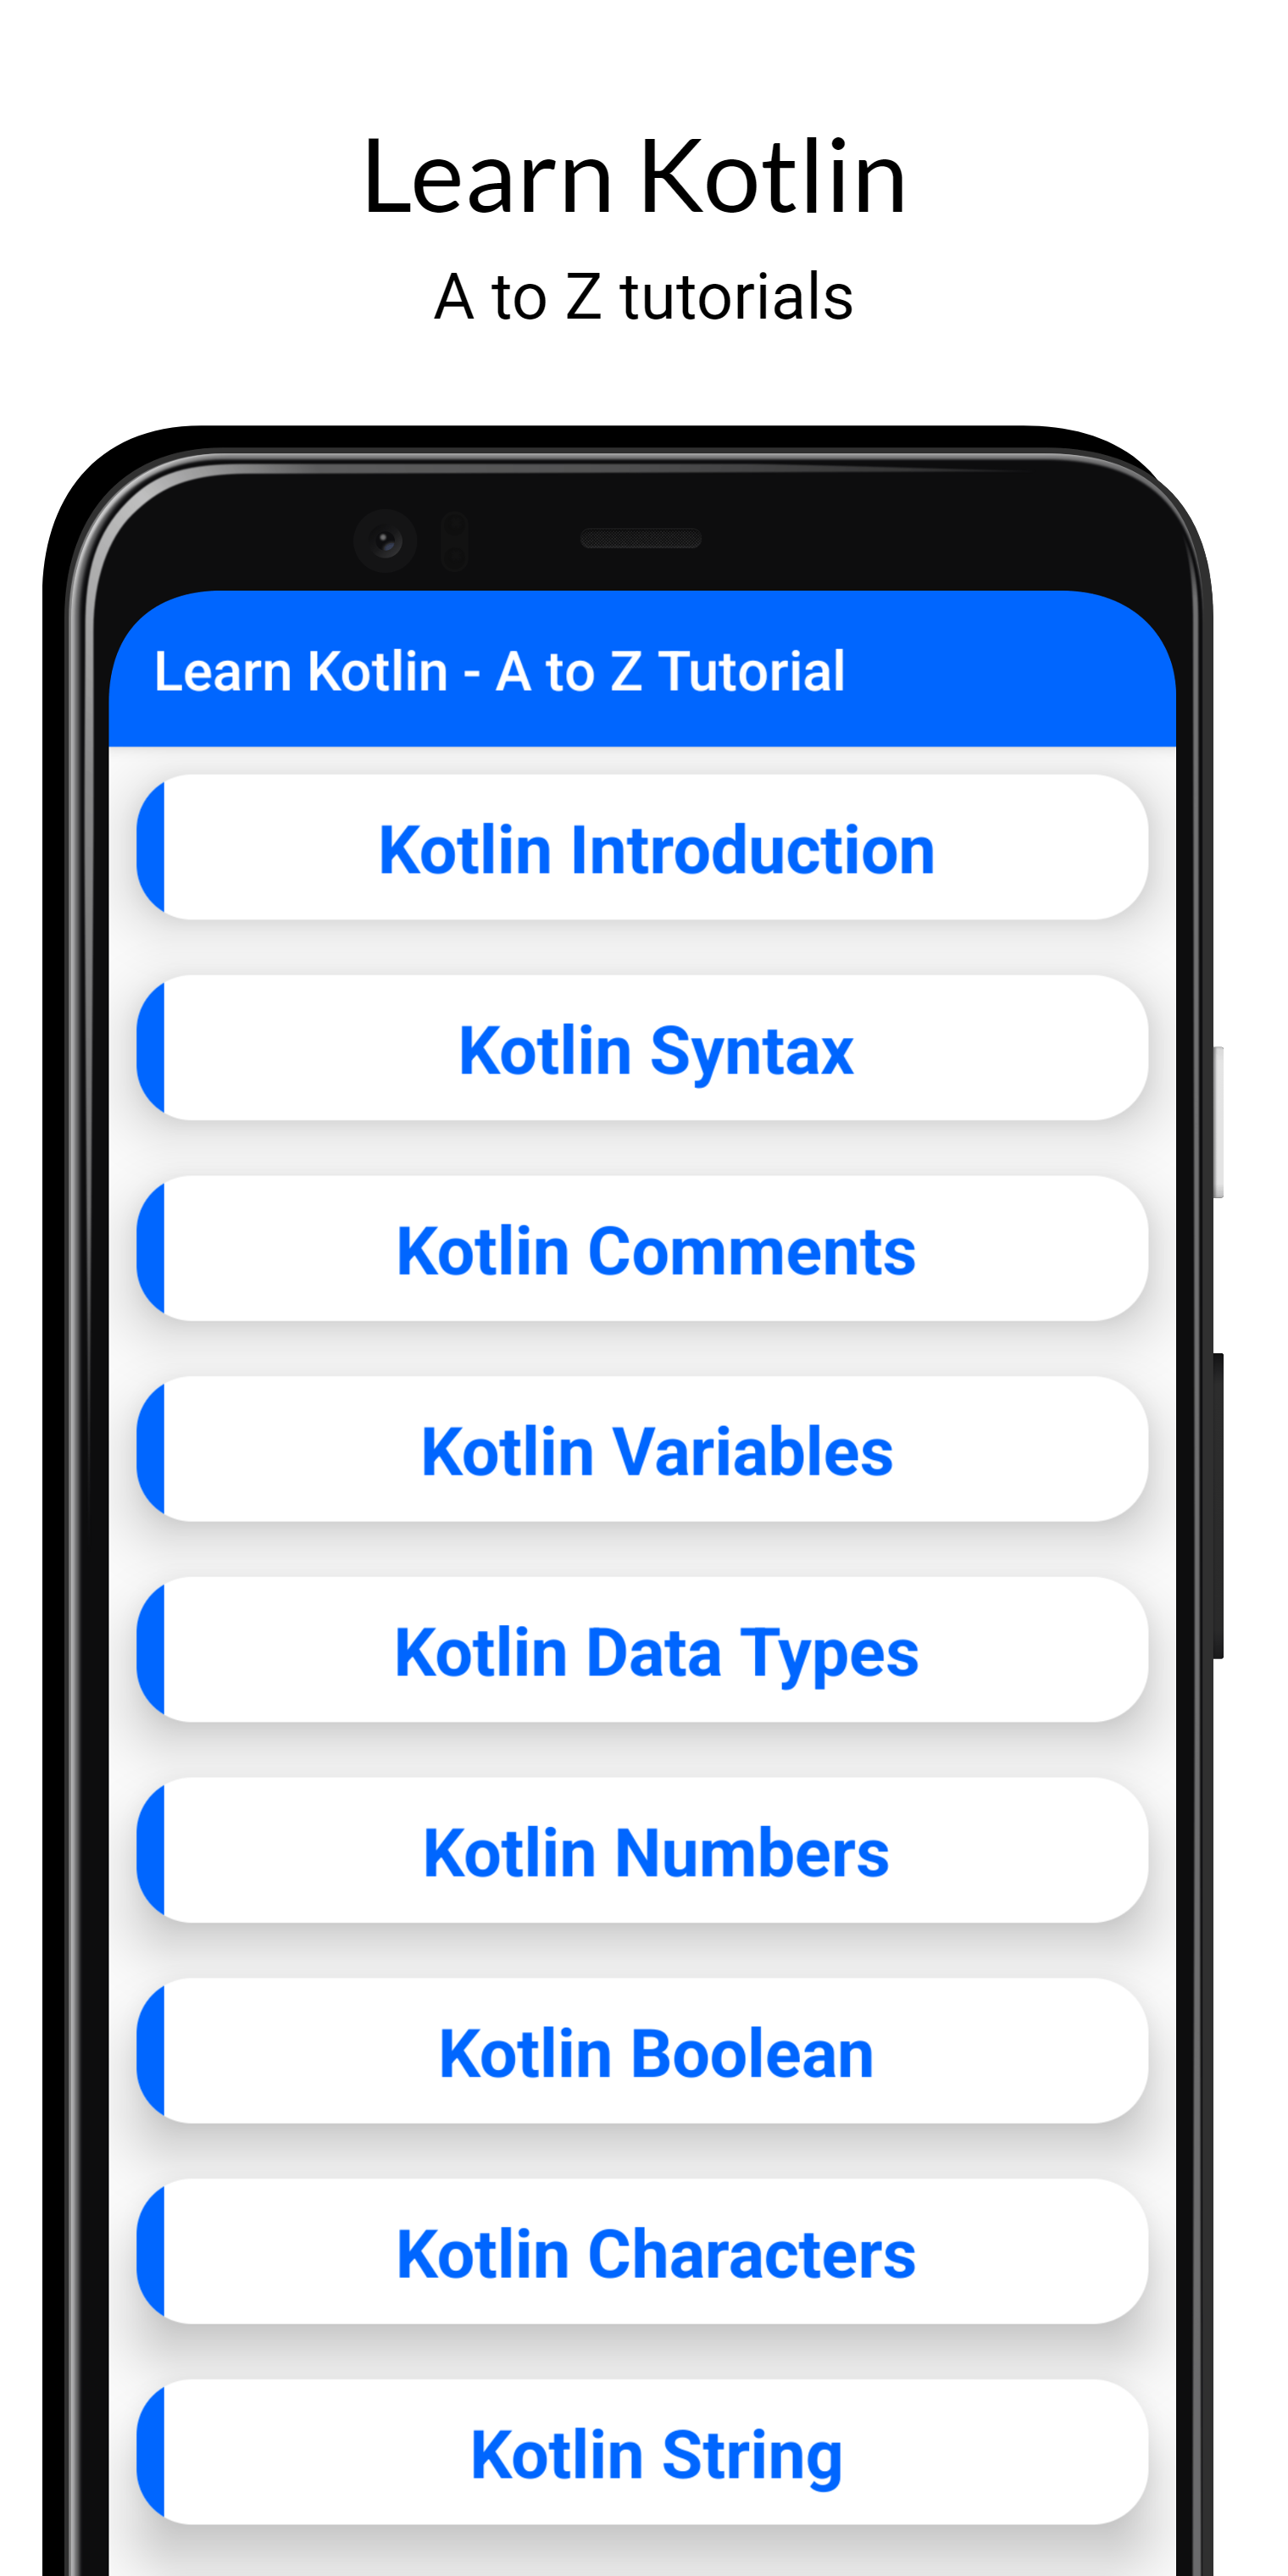 Learn Kotlin
A to Z tutorials
Learn Kotlin - A to Z Tutorial
Kotlin Introduction
Kotlin Syntax
Kotlin Comments
Kotlin Variables
Kotlin Data Types
Kotlin Numbers
Kotlin Boolean
Kotlin Characters
Kotlin String